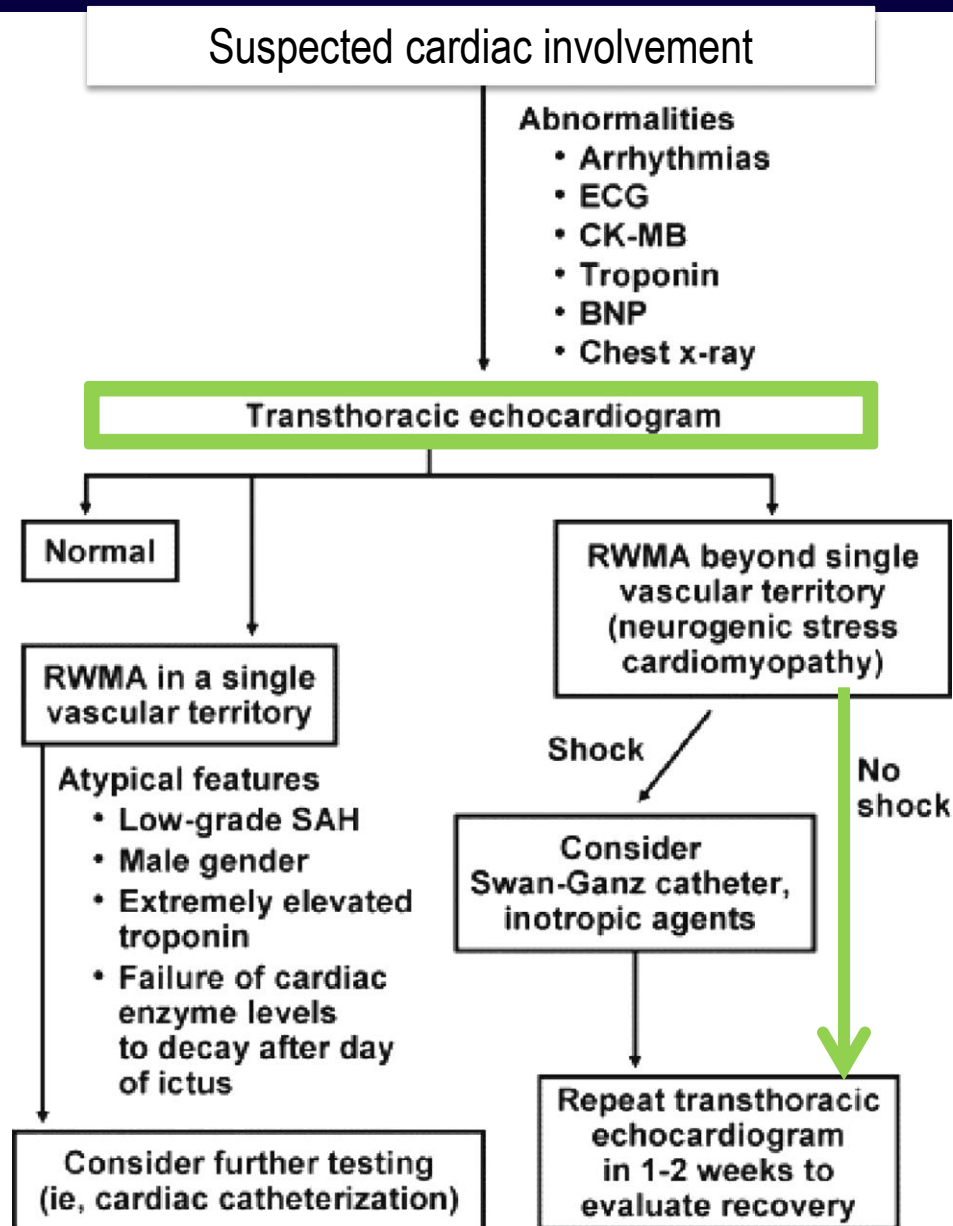 Suspected cardiac involvement
Abnormalities
• Arrhythmias
• ECG
• CK-MB
• Troponin
• BNP
• Chest x-ray
Transthoracic echocardiogram
Normal
RWMA in a single
vascular territory
Atypical features
• Low-grade SAH
• Male gender
• Extremely elevated
troponin
• Failure of cardiac
enzyme levels
to decay after day
of ictus
Consider further testing
(ie, cardiac catheterization)
RWMA beyond single
vascular territory
(neurogenic stress
cardiomyopathy)
Shock
No
shock
Consider
Swan-Ganz catheter,
inotropic agents
Repeat transthoracic
echocardiogram
in 1-2 weeks to
evaluate recovery